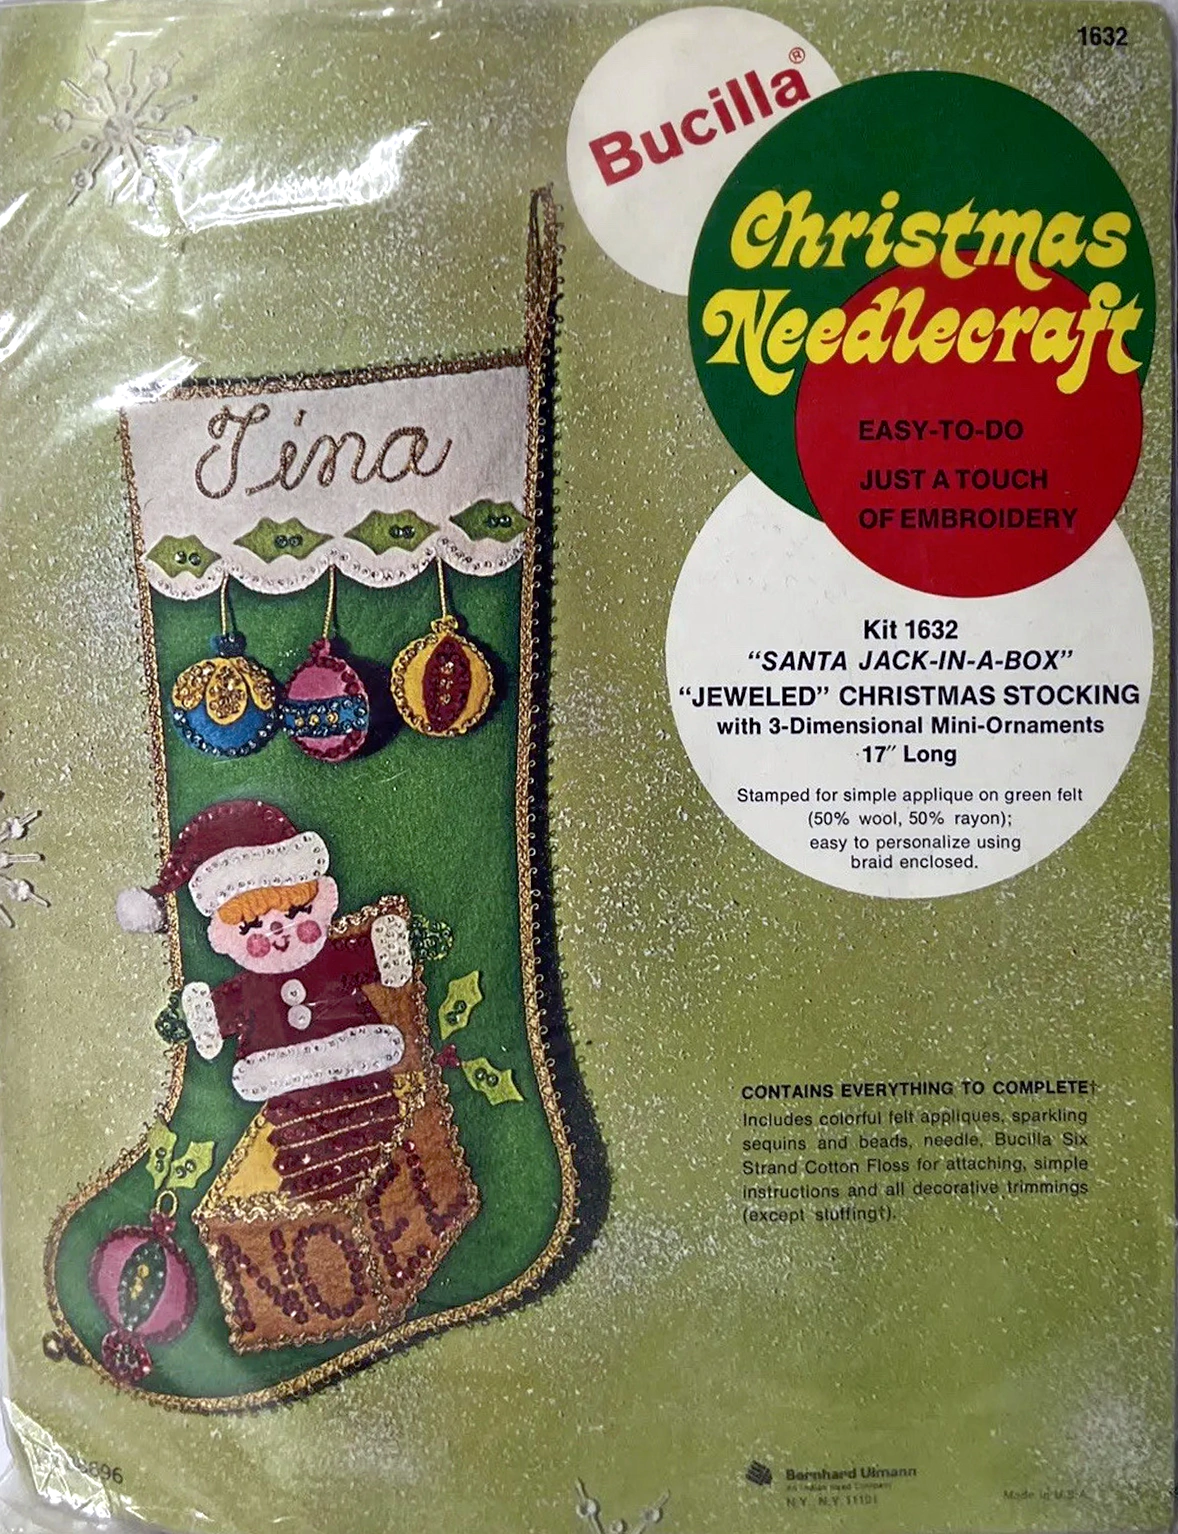 1632
Bucilla®
Christmas
Needlecraft
EASY-TO-DO
JUST A TOUCH
OF EMBROIDERY
Tina
Kit 1632
“SANTA JACK-IN-A-BOX”
“JEWELED” CHRISTMAS STOCKING
with 3-Dimensional Mini-Ornaments
17″ Long
Stamped for simple applique on green felt
(50% wool, 50% rayon);
easy to personalize using
braid enclosed.
CONTAINS EVERYTHING TO COMPLETE†
Includes colorful felt appliques, sparkling
sequins and beads, needle, Bucilla Six
Strand Cotton Floss for attaching, simple
instructions and all decorative trimmings
(except stuffing†).
NOEL
Bernhard Ulmann
N.Y. N.Y. 11101
Made in U.S.A.